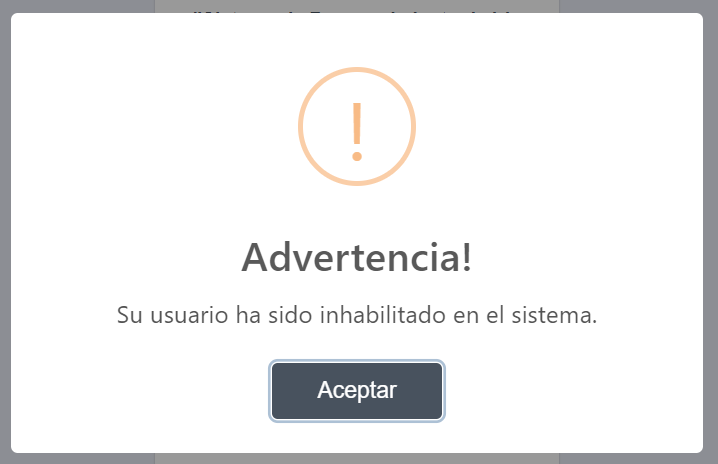 Advertencia!
Su usuario ha sido inhabilitado en el sistema.
Aceptar